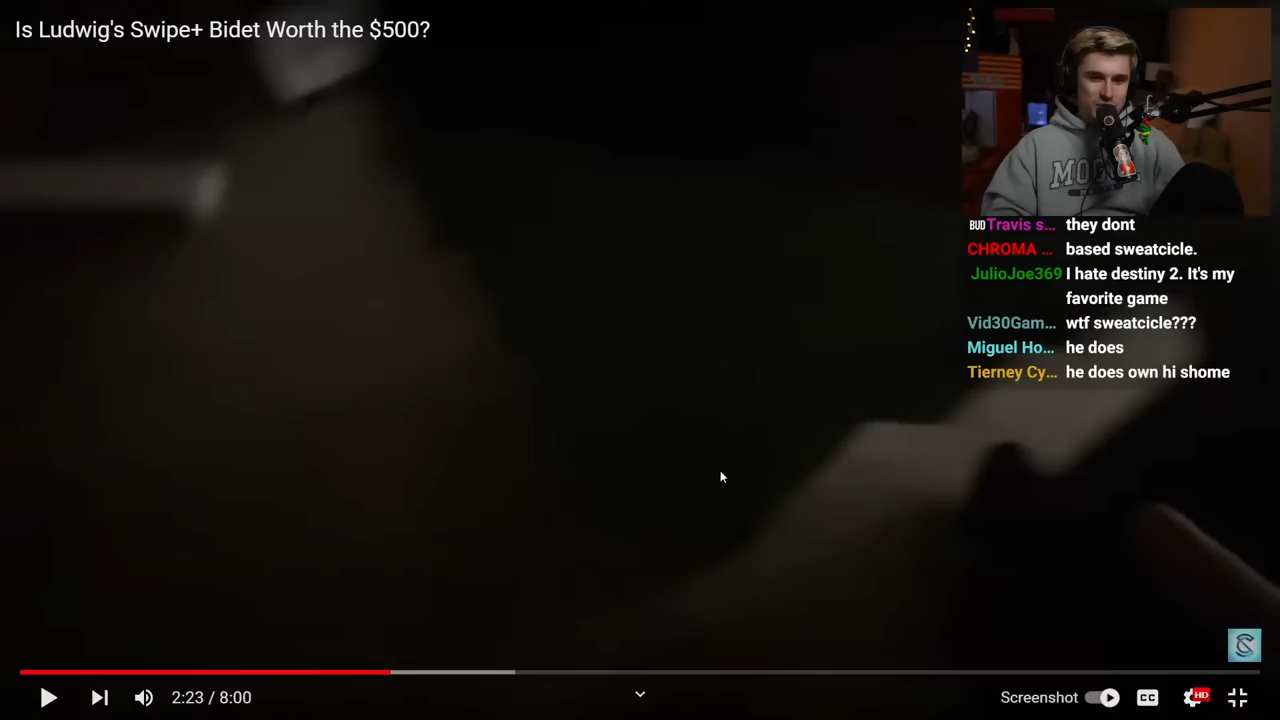 Is Ludwig's Swipe+ Bidet Worth the $500?
BUD Travis s... they dont
CHROMA ... based sweatcicle.
JulioJoe369 I hate destiny 2. It's my
favorite game
Vid30Gam... wtf sweatcicle???
Miguel Ho... he does
Tierney Cy... he does own hi shome
2:23 / 8:00
Screenshot
CC
HD